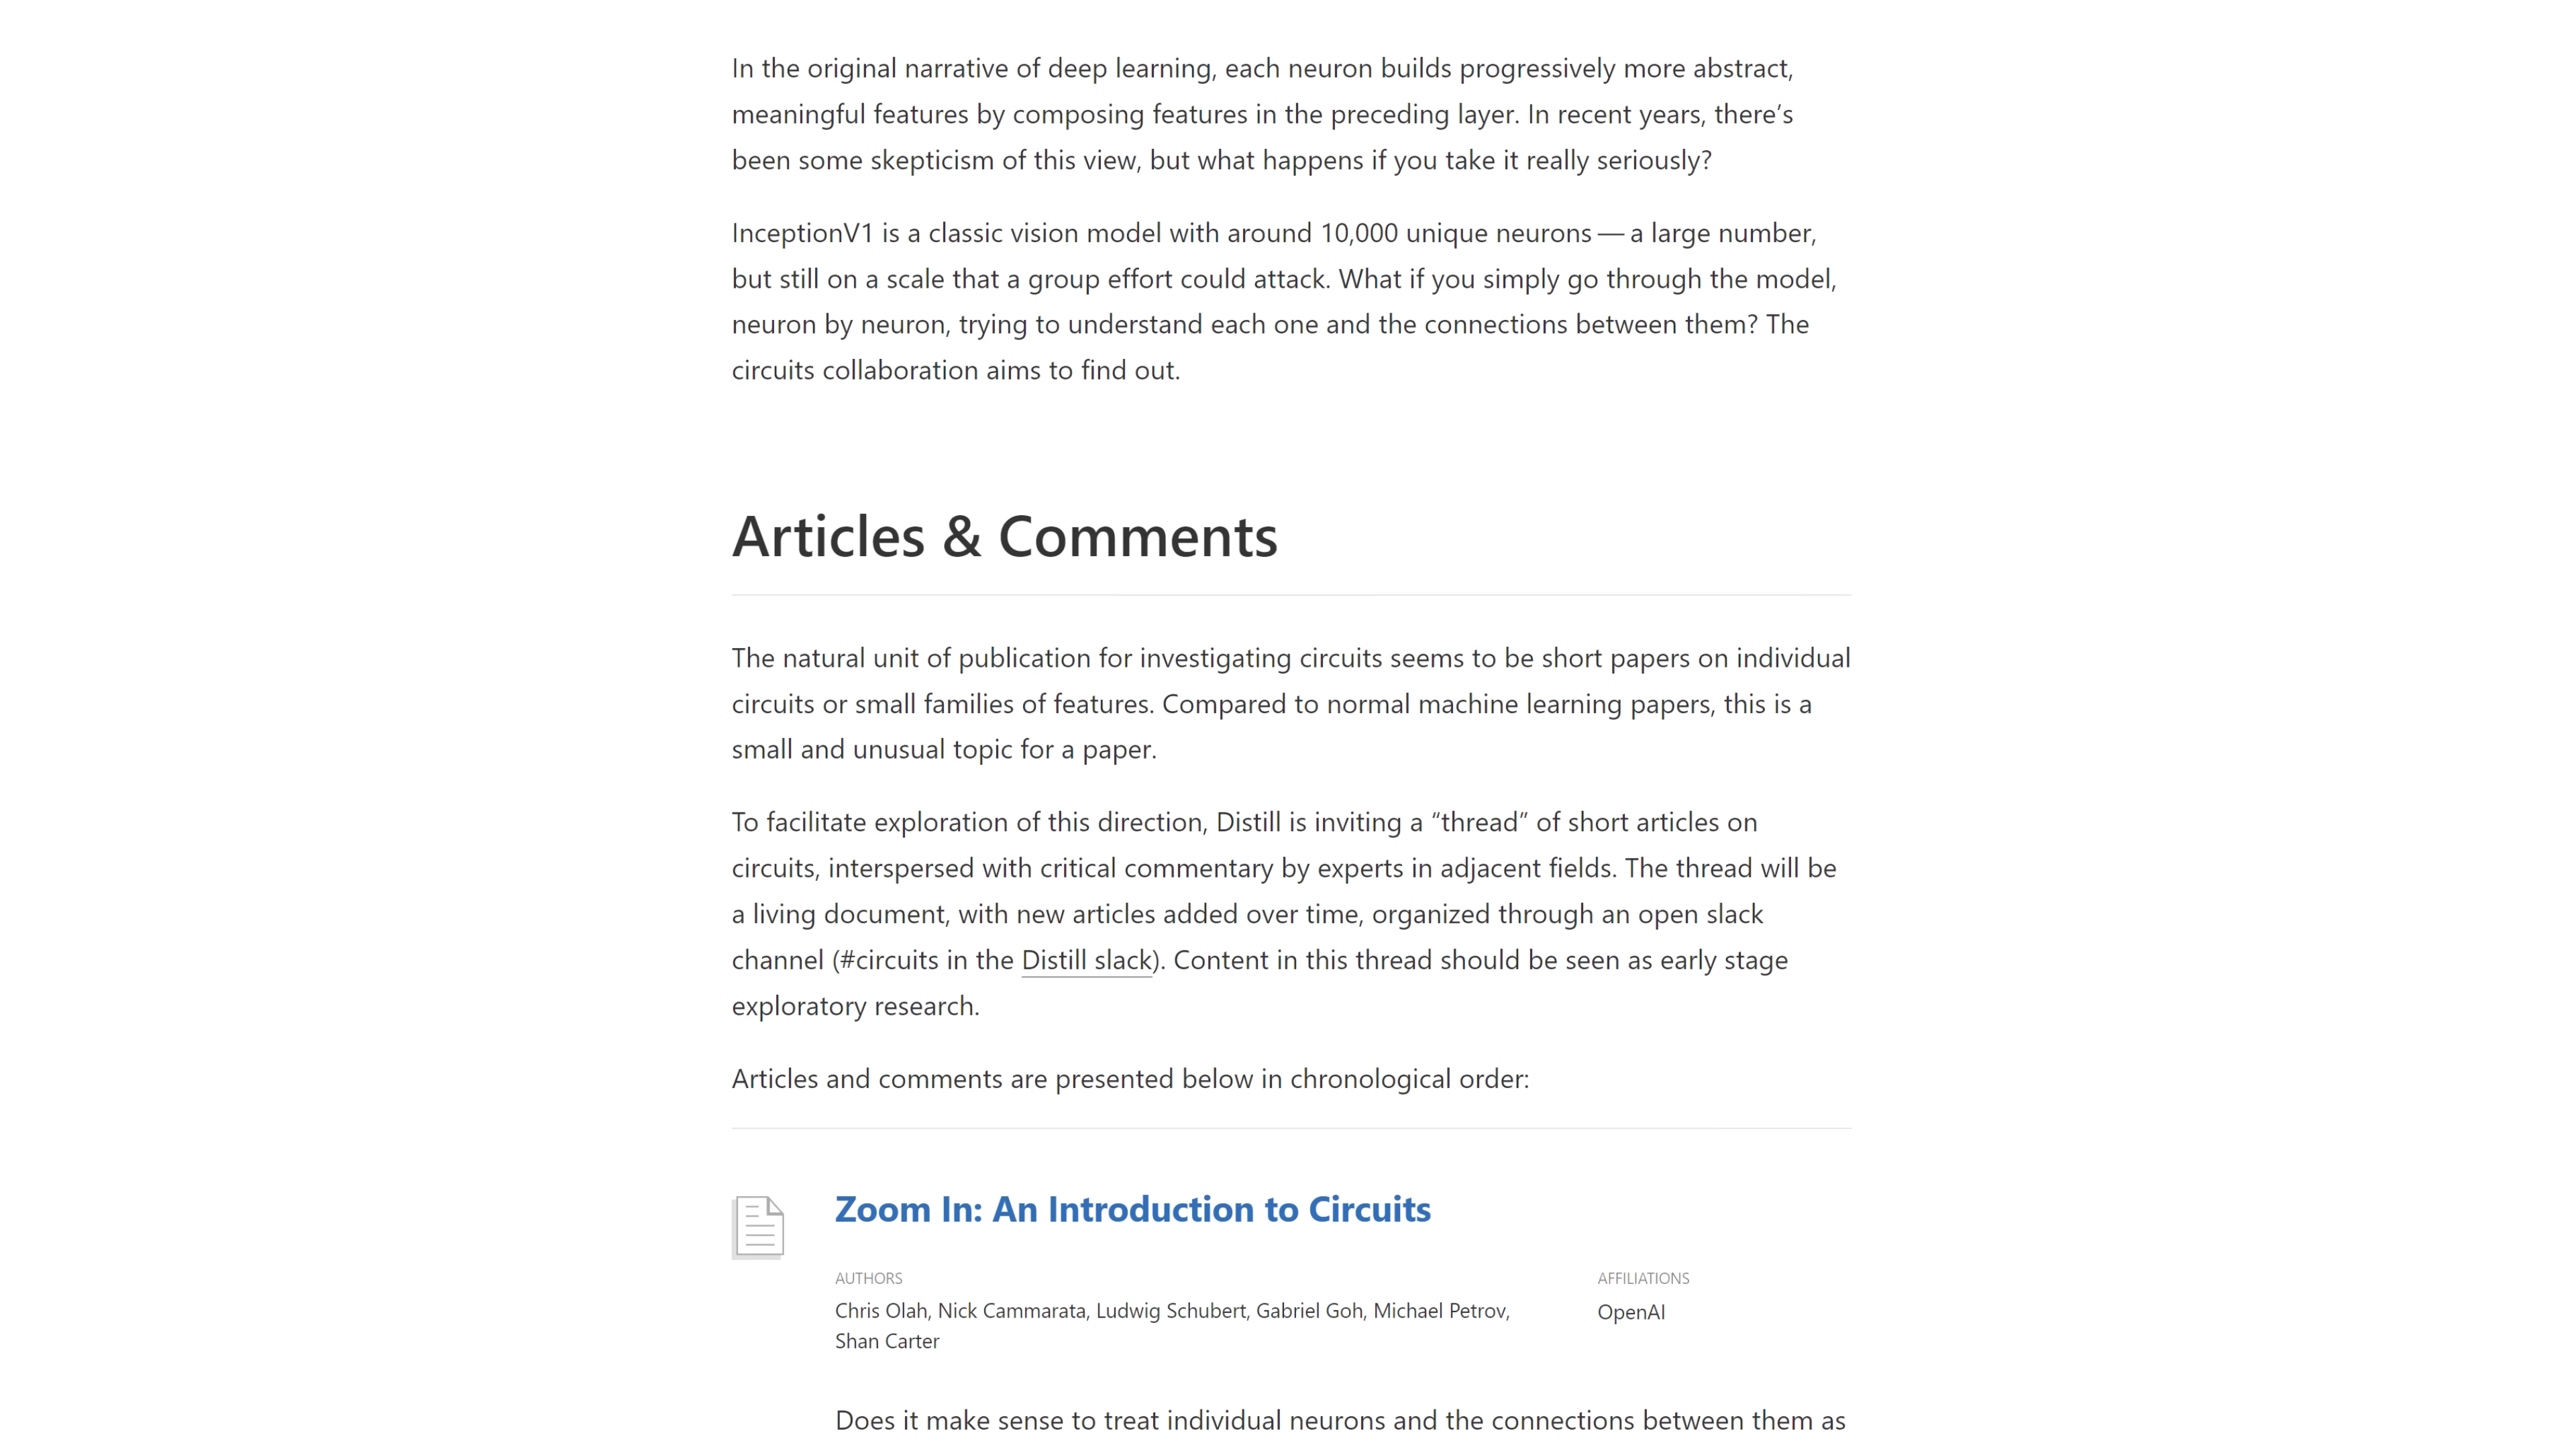 In the original narrative of deep learning, each neuron builds progressively more abstract,
meaningful features by composing features in the preceding layer. In recent years, there’s
been some skepticism of this view, but what happens if you take it really seriously?
InceptionV1 is a classic vision model with around 10,000 unique neurons — a large number,
but still on a scale that a group effort could attack. What if you simply go through the model,
neuron by neuron, trying to understand each one and the connections between them? The
circuits collaboration aims to find out.
Articles & Comments
The natural unit of publication for investigating circuits seems to be short papers on individual
circuits or small families of features. Compared to normal machine learning papers, this is a
small and unusual topic for a paper.
To facilitate exploration of this direction, Distill is inviting a “thread” of short articles on
circuits, interspersed with critical commentary by experts in adjacent fields. The thread will be
a living document, with new articles added over time, organized through an open slack
channel (#circuits in the Distill slack). Content in this thread should be seen as early stage
exploratory research.
Articles and comments are presented below in chronological order:
Zoom In: An Introduction to Circuits
AUTHORS
Chris Olah, Nick Cammarata, Ludwig Schubert, Gabriel Goh, Michael Petrov,
Shan Carter
AFFILIATIONS
OpenAI
Does it make sense to treat individual neurons and the connections between them as